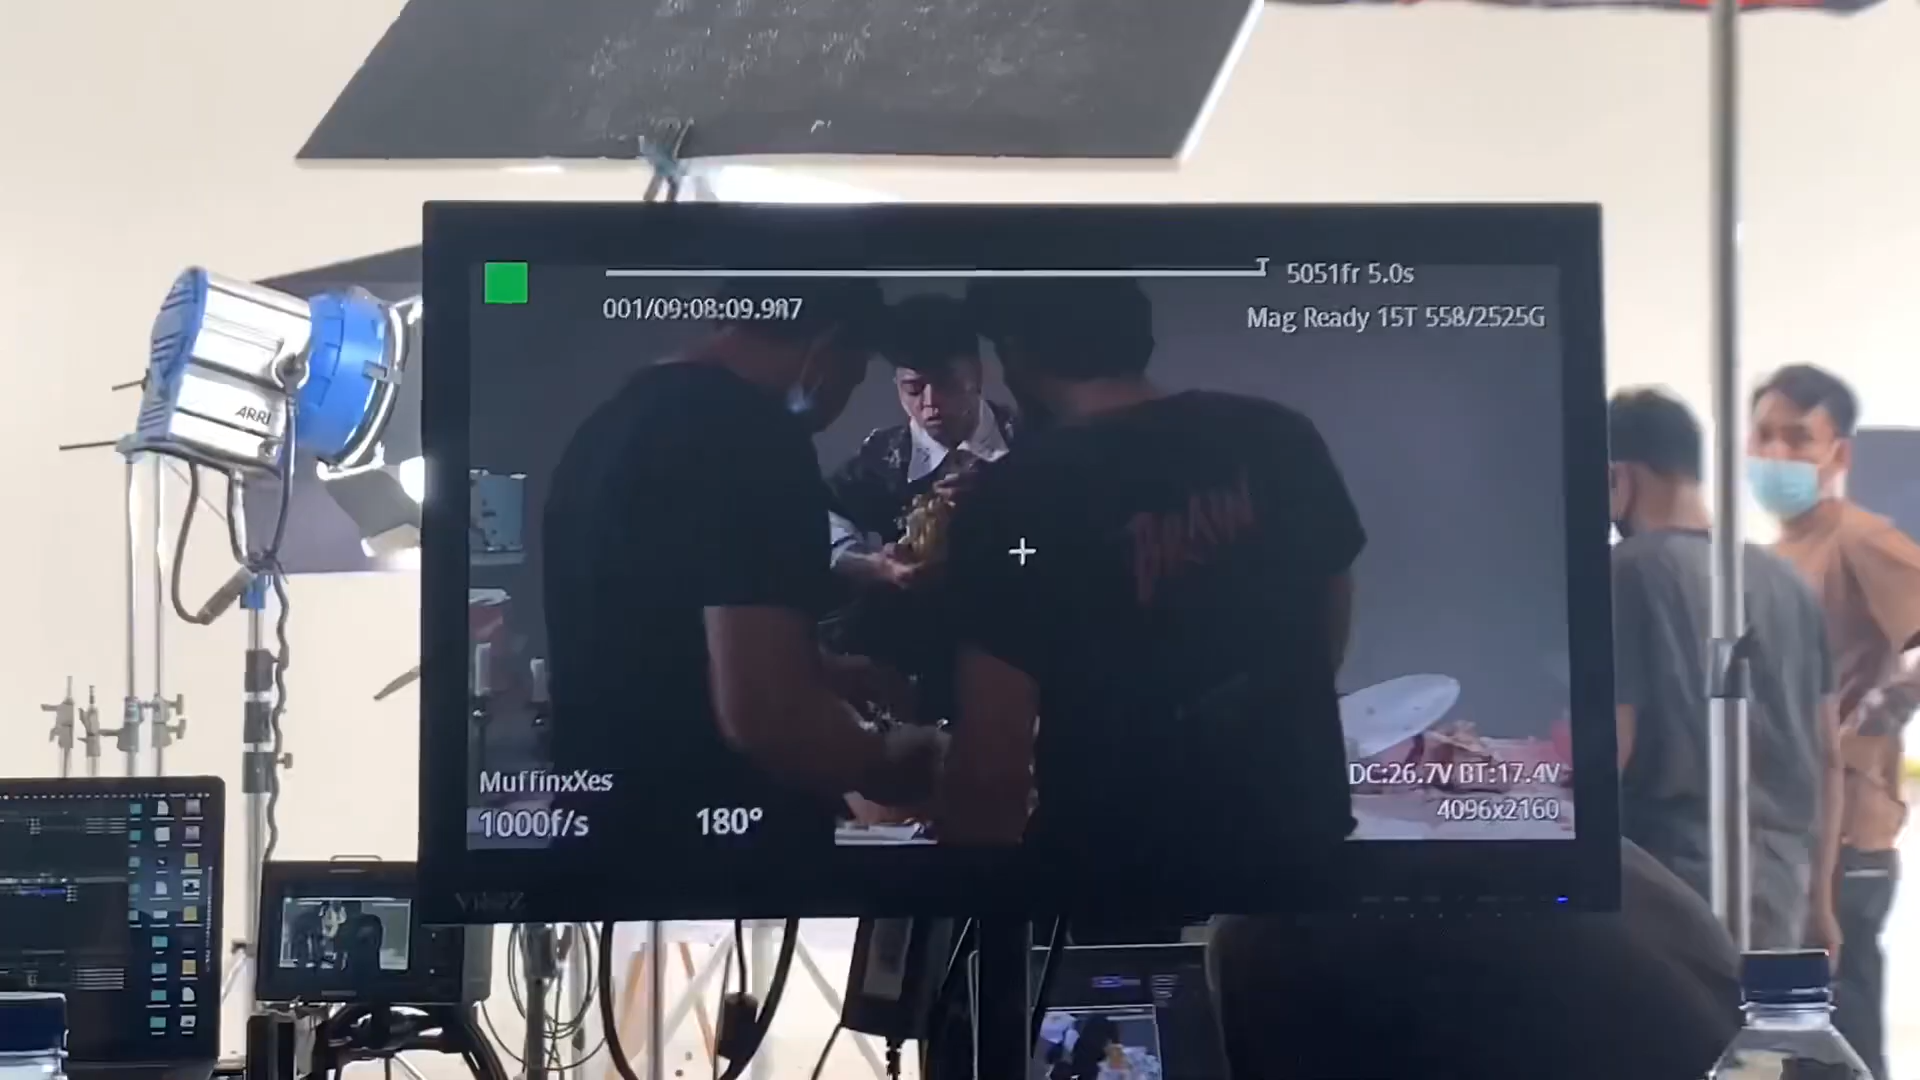 T
5051fr 5.0s
001/09:08:09.987
Mag Ready 15T 558/2525G
ARRI
BRAW
MuffinxXes
DC:26.7V BT:17.4V
1000f/s
180°
4096x2160